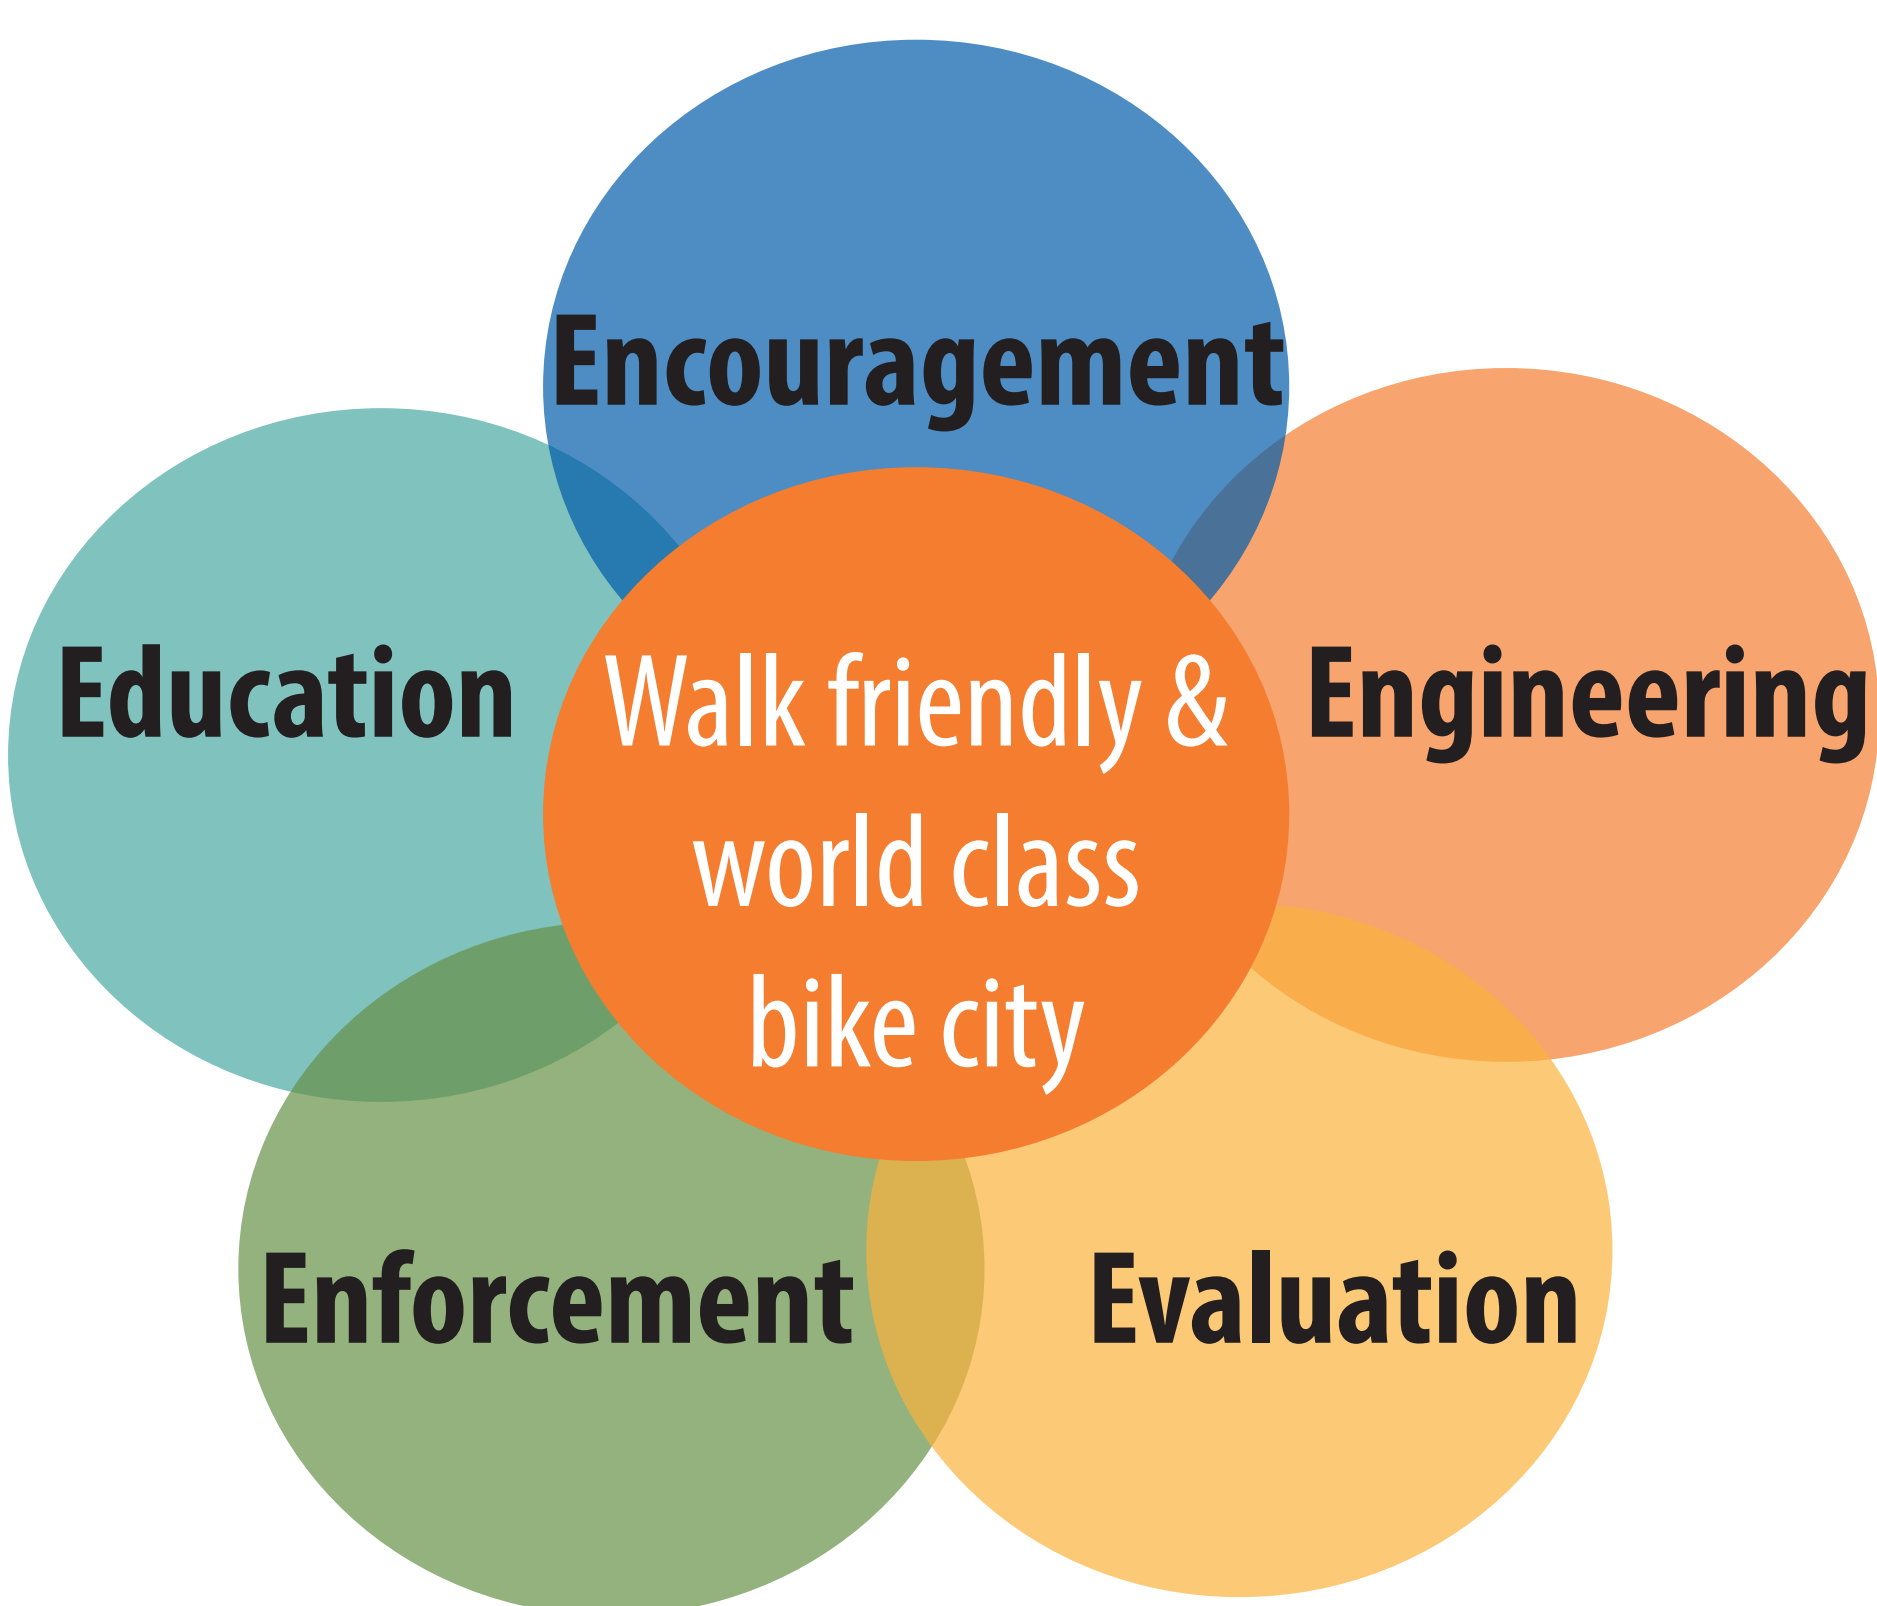 Encouragement
Education
Walk friendly &
world class
bike city
Engineering
Enforcement
Evaluation